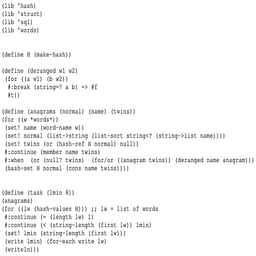 (lib 'hash)
(lib 'struct)
(lib 'sql)
(lib 'words)
(define H (make-hash))
(define (deranged w1 w2)
(for ((a w1) (b w2))
#:break (string=? a b) => #f
#t))
(define (anagrams (normal) (name) (twins))
(for ((w *words*))
(set! name (word-name w))
(set! normal (list->string (list-sort string<? (string->list name))))
(set! twins (or (hash-ref H normal) null))
#:continue (member name twins)
#:when (or (null? twins) (for/or ((anagram twins)) (deranged name anagram)))
(hash-set H normal (cons name twins))))
(define (task (lmin 8))
(anagrams)
(for ((lw (hash-values H))) ;; lw = list of words
#:continue (= (length lw) 1)
#:continue (< (string-length (first lw)) lmin)
(set! lmin (string-length (first lw)))
(write lmin) (for-each write lw)
(writeln)))